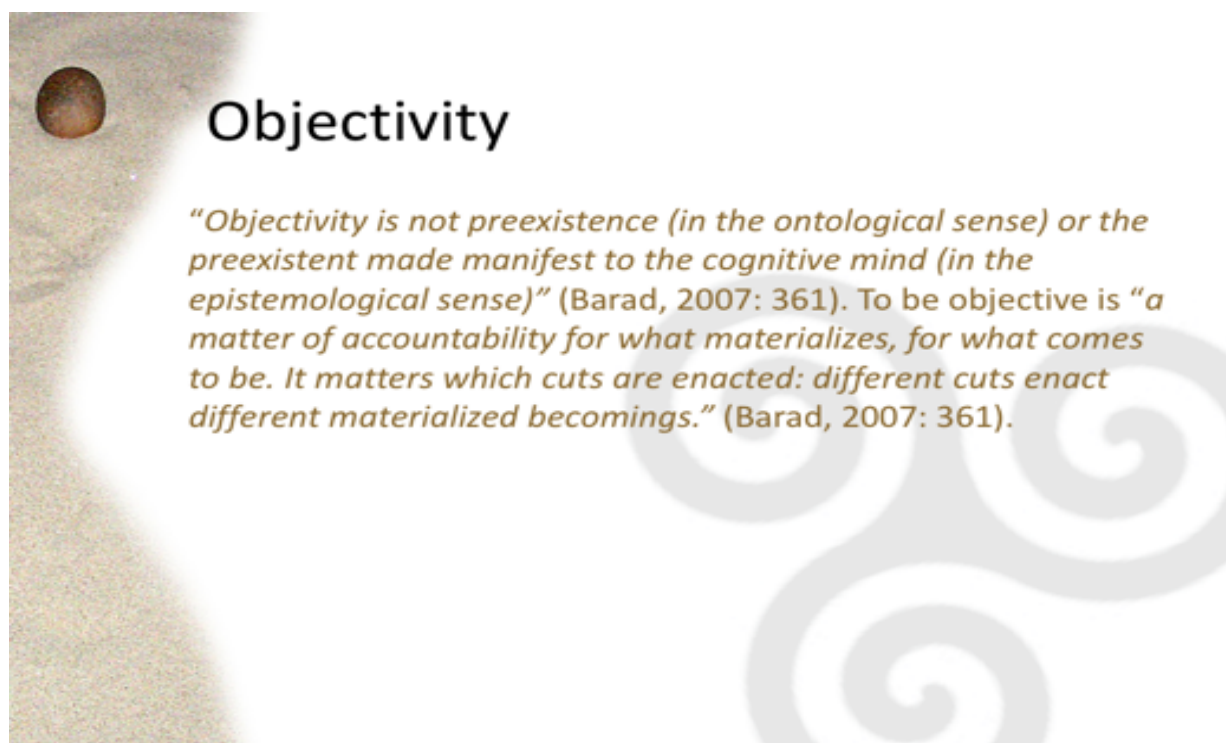 Objectivity
“Objectivity is not preexistence (in the ontological sense) or the
preexistent made manifest to the cognitive mind (in the
epistemological sense)” (Barad, 2007: 361). To be objective is “a
matter of accountability for what materializes, for what comes
to be. It matters which cuts are enacted: different cuts enact
different materialized becomings.” (Barad, 2007: 361).